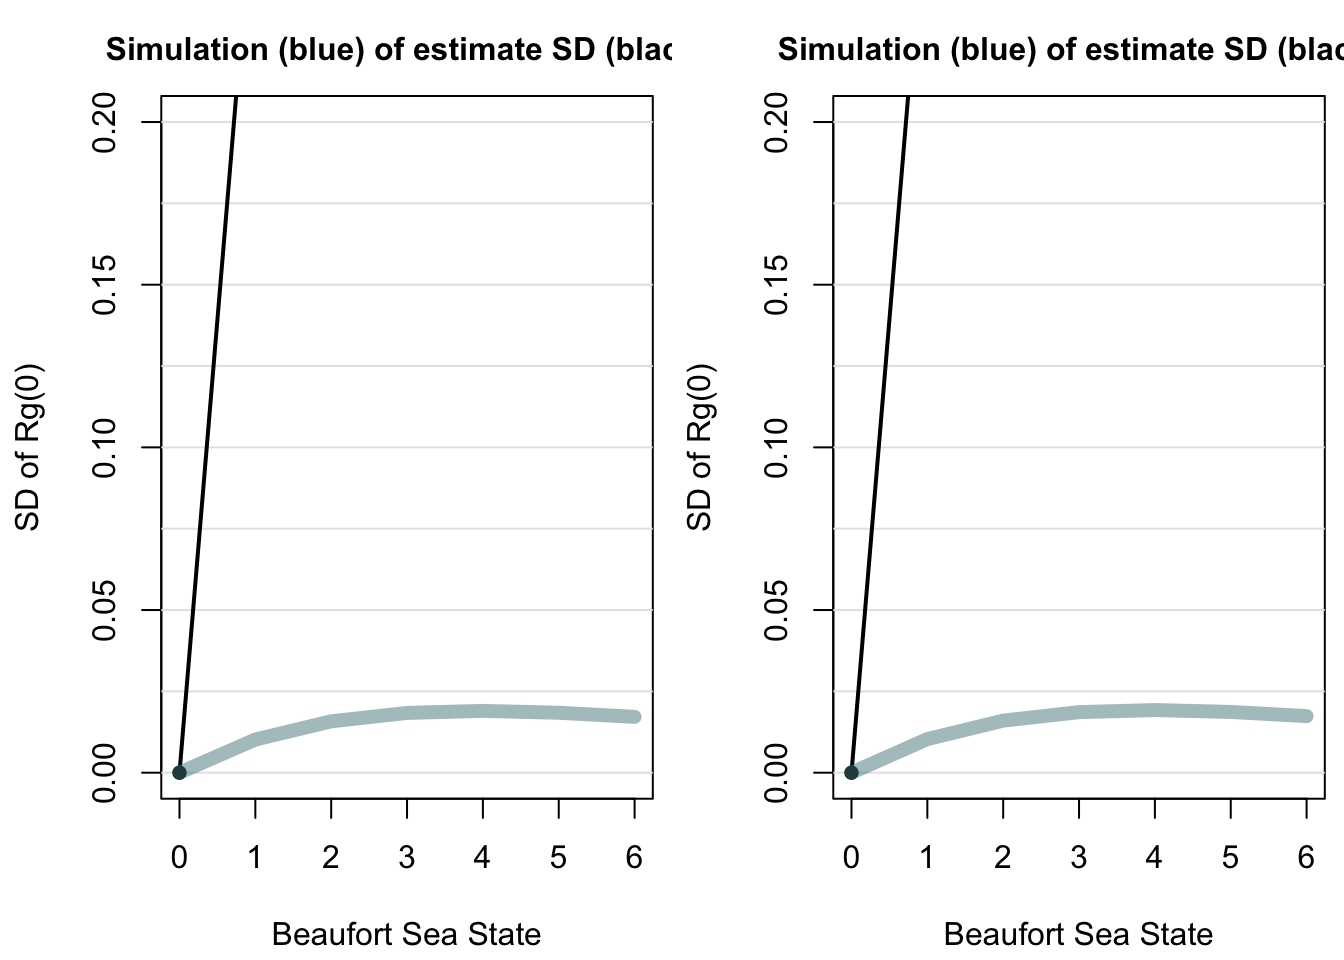 Simulation (blue) of estimate SD (blac
SD of Rg(0)
0.20
0.15
0.10
0.05
0.00
0 1 2 3 4 5 6
Beaufort Sea State
Simulation (blue) of estimate SD (blac
SD of Rg(0)
0.20
0.15
0.10
0.05
0.00
0 1 2 3 4 5 6
Beaufort Sea State